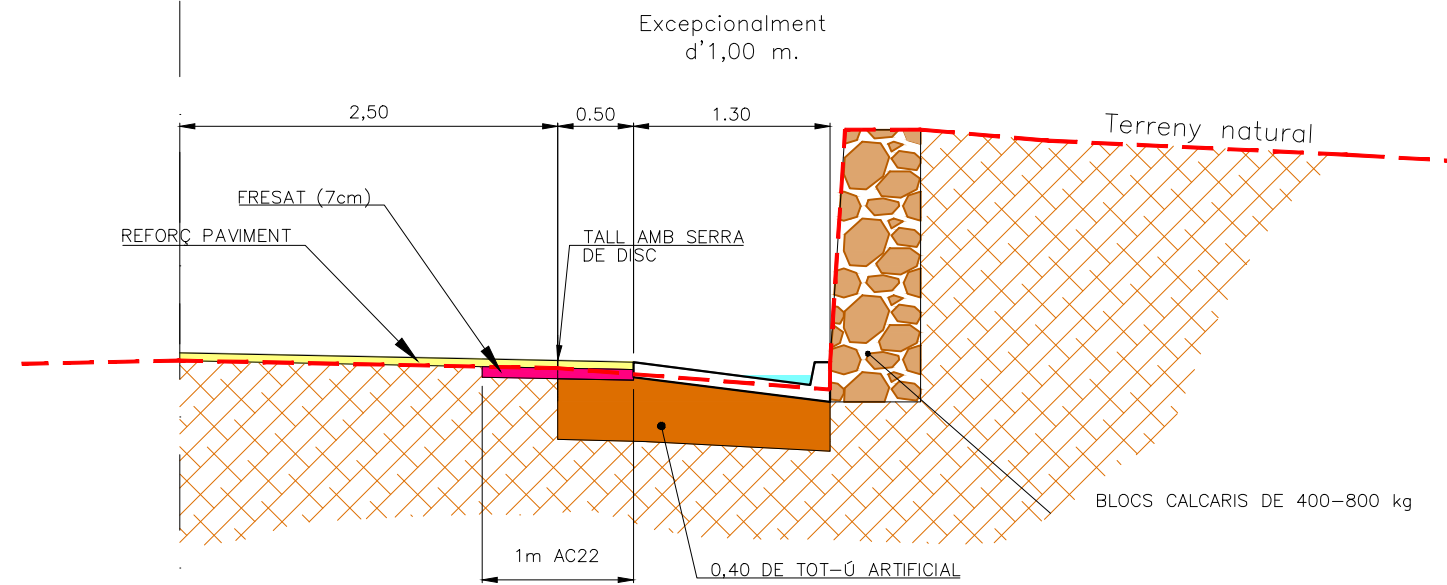 Excepcionalment
d'1,00 m.
2,50
0.50
1.30
Terreny natural
FRESAT (7cm)
REFORÇ PAVIMENT
TALL AMB SERRA
DE DISC
BLOCS CALCARIS DE 400-800 kg
1m AC22
0,40 DE TOT-Ú ARTIFICIAL